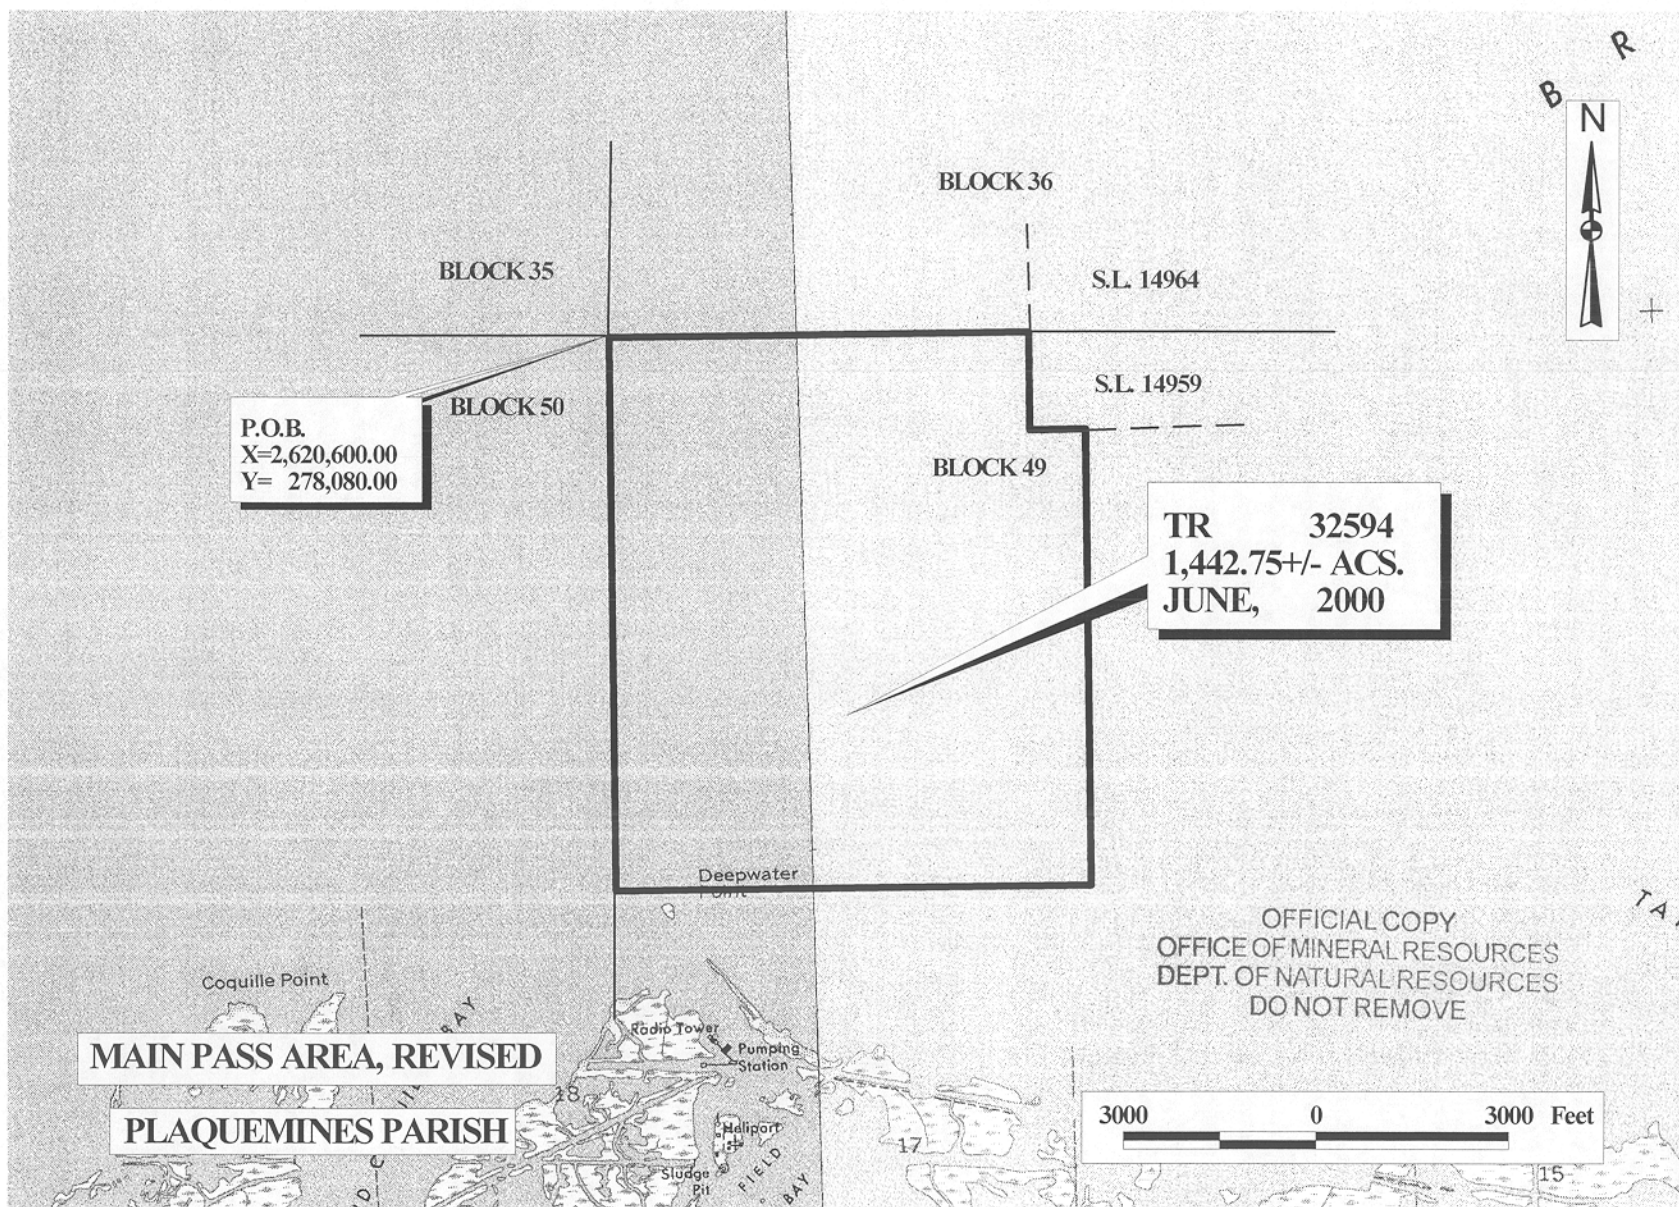 B R
N
BLOCK 36
BLOCK 35
S.L. 14964
S.L. 14959
BLOCK 50
P.O.B.
X=2,620,600.00
Y= 278,080.00
BLOCK 49
TR 32594
1,442.75+/- ACS.
JUNE, 2000
Deepwater
Point
OFFICIAL COPY
OFFICE OF MINERAL RESOURCES
DEPT. OF NATURAL RESOURCES
DO NOT REMOVE
Coquille Point
BAY
Radio Tower
Pumping
Station
MAIN PASS AREA, REVISED
18
PLAQUEMINES PARISH
Heliport
17
3000 0 3000 Feet
Sludge
Pit
FIELD
BAY
15